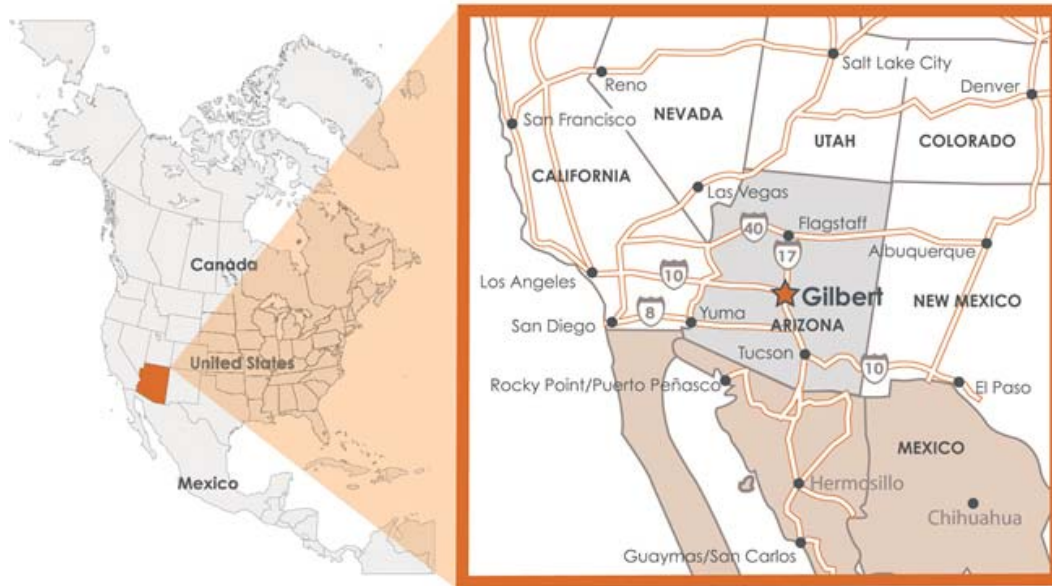 Canada
United States
Mexico
Salt Lake City
Reno
Denver
San Francisco
NEVADA
UTAH
COLORADO
CALIFORNIA
Las Vegas
40
Flagstaff
Albuquerque
17
Los Angeles
10
Gilbert
NEW MEXICO
San Diego
8
Yuma
ARIZONA
Tucson
10
Rocky Point/Puerto Peñasco
El Paso
MEXICO
Hermosillo
Chihuahua
Guaymas/San Carlos